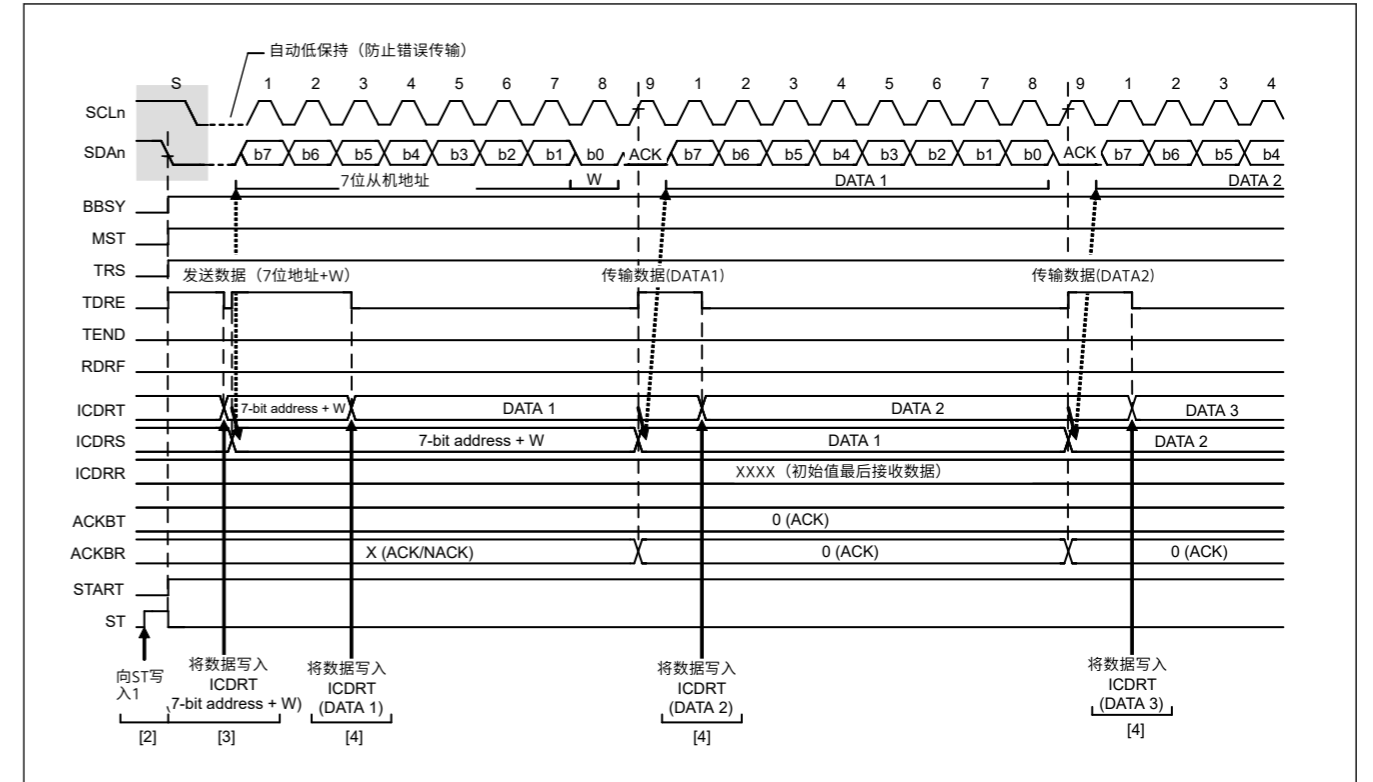 自动低保持（防止错误传输）
S 1 2 3 4 5 6 7 8 9 1 2 3 4 5 6 7 8 9 1 2 3 4
SCLn
SDAn b7 b6 b5 b4 b3 b2 b1 b0 ACK b7 b6 b5 b4 b3 b2 b1 b0 ACK b7 b6 b5 b4
7位从机地址 W DATA 1 DATA 2
BBSY
MST
TRS
发送数据（7位地址+W） 传输数据(DATA1) 传输数据(DATA2)
TDRE
TEND
RDRF
ICDRT 7-bit address + W DATA 1 DATA 2 DATA 3
ICDRS 7-bit address + W DATA 1 DATA 2
ICDRR XXXX（初始值最后接收数据）
ACKBT 0 (ACK)
ACKBR X (ACK/NACK) 0 (ACK) 0 (ACK)
START
ST
向ST写
入1
将数据写入
ICDRT
7-bit address + W)
将数据写入
ICDRT
(DATA 1)
将数据写入
ICDRT
(DATA 2)
将数据写入
ICDRT
(DATA 3)
[2] [3] [4] [4] [4]